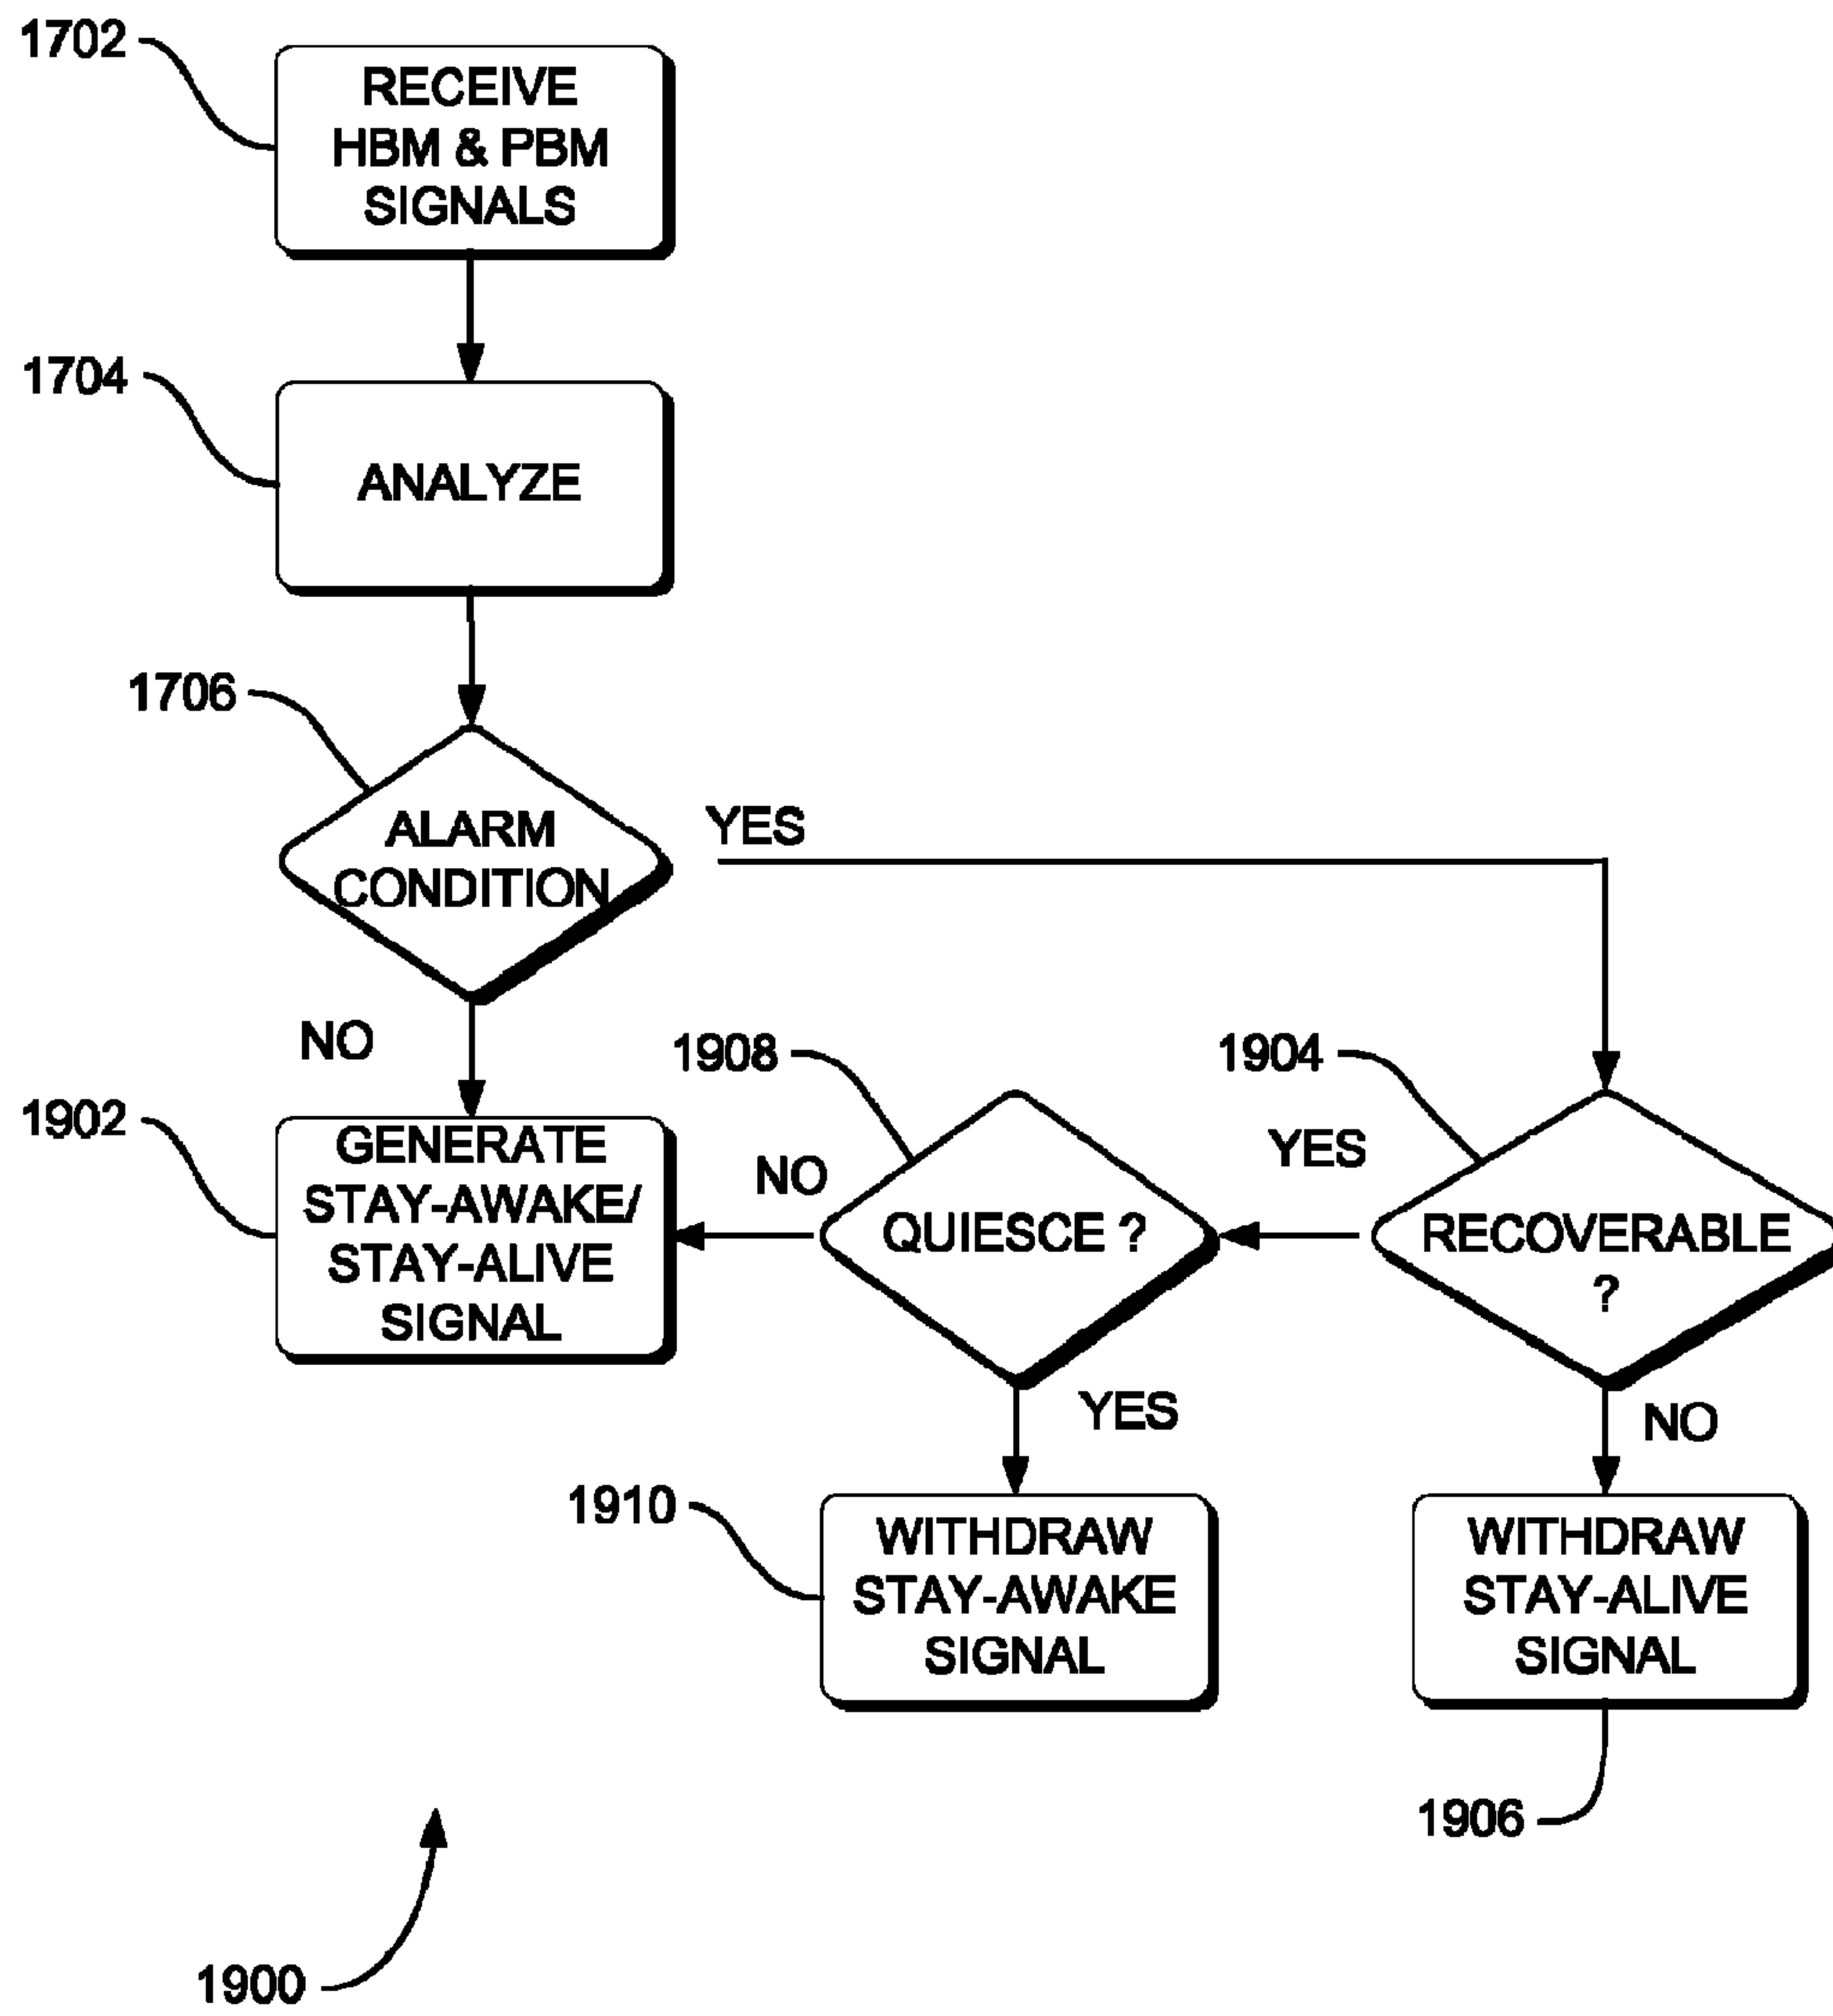 1702
RECEIVE
HBM & PBM
SIGNALS
1704
ANALYZE
1706
ALARM
CONDITION
YES
NO
1908
1904
1902
GENERATE
STAY-AWAKE/
STAY-ALIVE
SIGNAL
NO
QUIESCE ?
YES
RECOVERABLE
?
YES
NO
1910
WITHDRAW
STAY-AWAKE
SIGNAL
WITHDRAW
STAY-ALIVE
SIGNAL
1906
1900